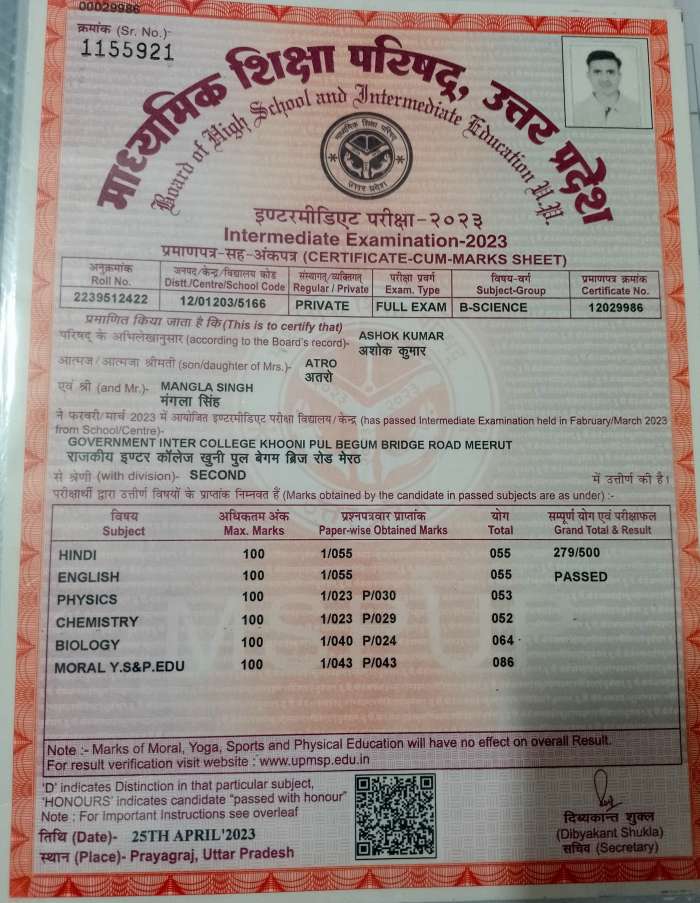 00029986
क्रमांक (Sr. No.):-
1155921
माध्यमिक शिक्षा परिषद्, उत्तर प्रदेश
Board of High School and Intermediate Education U.P.
माध्यमिक शिक्षा परिषद
उत्तर प्रदेश
इण्टरमीडिएट परीक्षा-२०२३
Intermediate Examination-2023
प्रमाणपत्र-सह-अंकपत्र (CERTIFICATE-CUM-MARKS SHEET)
अनुक्रमांक जनपद/केन्द्र/विद्यालय कोड संस्थागत/व्यक्तिगत परीक्षा प्रवर्ग विषय-वर्ग प्रमाणपत्र क्रमांक
Roll No. Distt./Centre/School Code Regular / Private Exam. Type Subject-Group Certificate No.
2239512422 12/01203/5166 PRIVATE FULL EXAM B-SCIENCE 12029986
प्रमाणित किया जाता है कि (This is to certify that)
परिषद् के अभिलेखानुसार (according to the Board's record)- ASHOK KUMAR
अशोक कुमार
आत्मज/आत्मजा श्रीमती (son/daughter of Mrs.)- ATRO
अतरो
एवं श्री (and Mr.)- MANGLA SINGH
मंगला सिंह
ने फरवरी/मार्च 2023 में आयोजित इण्टरमीडिएट परीक्षा विद्यालय/केन्द्र (has passed Intermediate Examination held in Fabruary/March 2023
from School/Centre)-
GOVERNMENT INTER COLLEGE KHOONI PUL BEGUM BRIDGE ROAD MEERUT
राजकीय इण्टर कॉलेज खुनी पुल बेगम ब्रिज रोड मेरठ
से श्रेणी (with division)- SECOND में उत्तीर्ण की है।
परीक्षार्थी द्वारा उत्तीर्ण विषयों के प्राप्तांक निम्नवत हैं (Marks obtained by the candidate in passed subjects are as under) :-
विषय अधिकतम अंक प्रश्नपत्रवार प्राप्तांक योग सम्पूर्ण योग एवं परीक्षाफल
Subject Max. Marks Paper-wise Obtained Marks Total Grand Total & Result
HINDI 100 1/055 055 279/500
ENGLISH 100 1/055 055 PASSED
PHYSICS 100 1/023 P/030 053
CHEMISTRY 100 1/023 P/029 052
BIOLOGY 100 1/040 P/024 064
MORAL Y.S&P.EDU 100 1/043 P/043 086
Note :- Marks of Moral, Yoga, Sports and Physical Education will have no effect on overall Result.
For result verification visit website : www.upmsp.edu.in
'D' indicates Distinction in that particular subject,
'HONOURS' indicates candidate "passed with honour"
Note : For Important Instructions see overleaf
तिथि (Date)- 25TH APRIL'2023
स्थान (Place)- Prayagraj, Uttar Pradesh
दिब्यकान्त शुक्ल
(Dibyakant Shukla)
सचिव (Secretary)